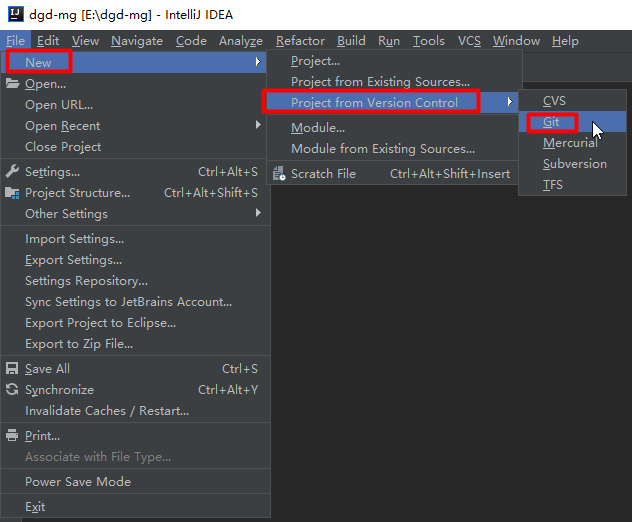 IJ dgd-mg [E:\dgd-mg] - IntelliJ IDEA
File Edit View Navigate Code Analyze Refactor Build Run Tools VCS Window Help
New
Open...
Open URL...
Open Recent
Close Project
Settings... Ctrl+Alt+S
Project Structure... Ctrl+Alt+Shift+S
Other Settings
Import Settings...
Export Settings...
Settings Repository...
Sync Settings to JetBrains Account...
Export Project to Eclipse...
Export to Zip File...
Save All Ctrl+S
Synchronize Ctrl+Alt+Y
Invalidate Caches / Restart...
Print...
Associate with File Type...
Power Save Mode
Exit
Project...
Project from Existing Sources...
Project from Version Control
Module...
Module from Existing Sources...
Scratch File Ctrl+Alt+Shift+Insert
CVS
Git
Mercurial
Subversion
TFS